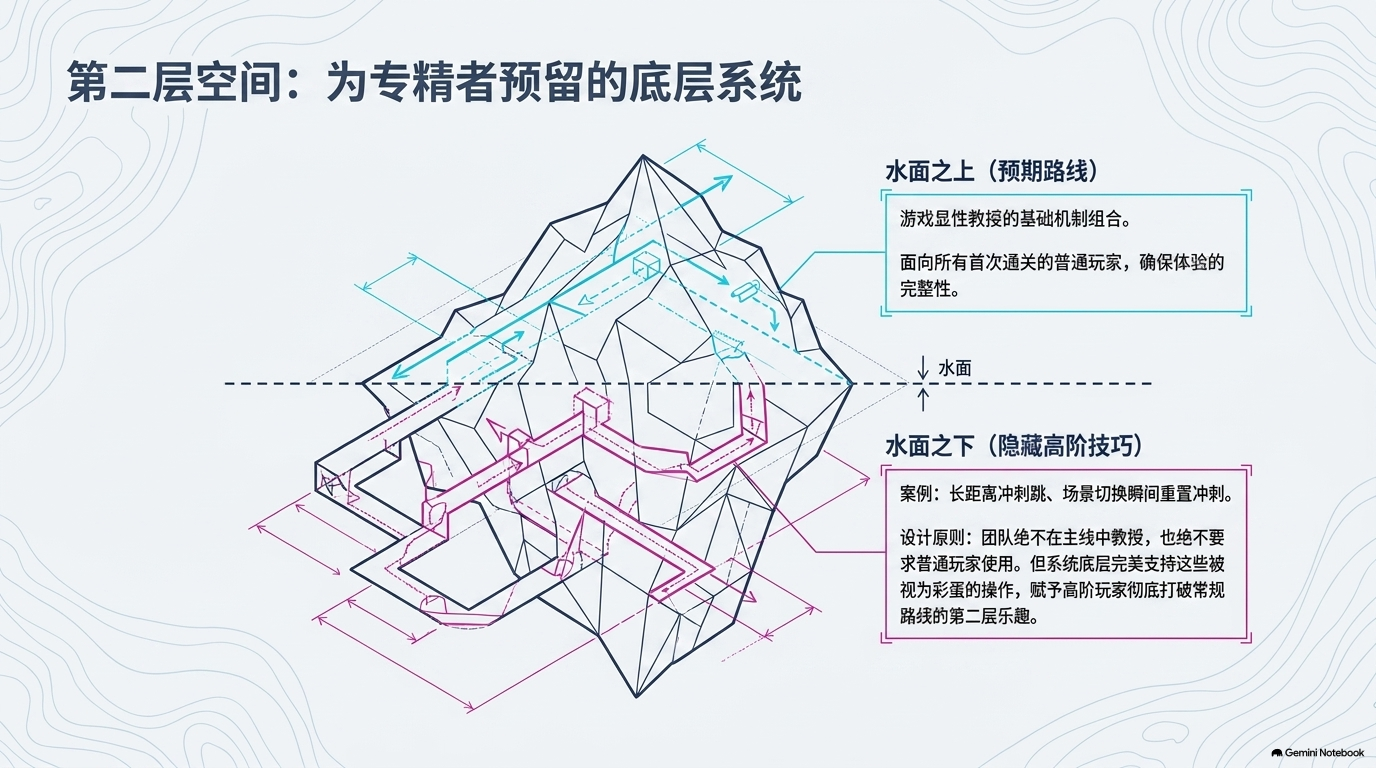 第二层空间：为专精者预留的底层系统
水面之上（预期路线）
游戏显性教授的基础机制组合。
面向所有首次通关的普通玩家，确保体验的
完整性。
水面
水面之下（隐藏高阶技巧）
案例：长距离冲刺跳、场景切换瞬间重置冲刺。
设计原则：团队绝不在主线中教授，也绝不要
求普通玩家使用。但系统底层完美支持这些被
视为彩蛋的操作，赋予高阶玩家彻底打破常规
路线的第二层乐趣。
Gemini Notebook